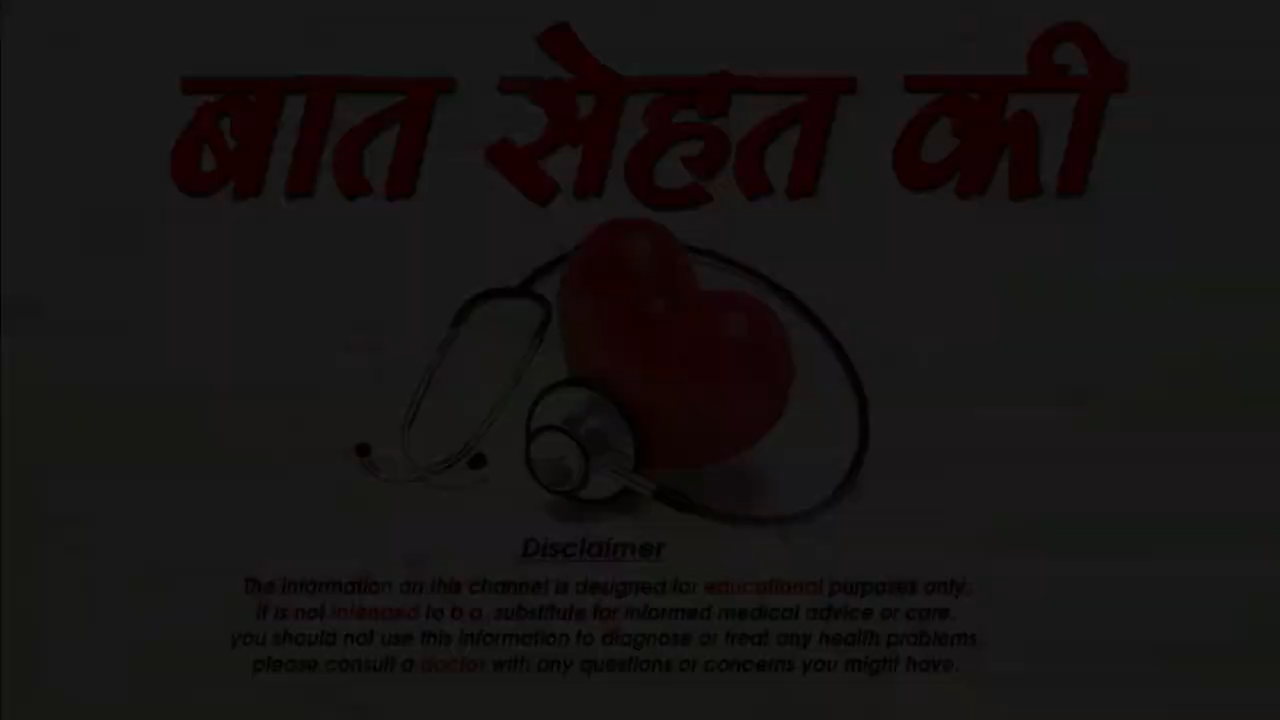 बात सेहत की
Disclaimer
The information on this channel is designed for educational purposes only.
it is not intended to b a substitute for informed medical advice or care.
you should not use this information to diagnose or treat any health problems.
please consult a doctor with any questions or concerns you might have.